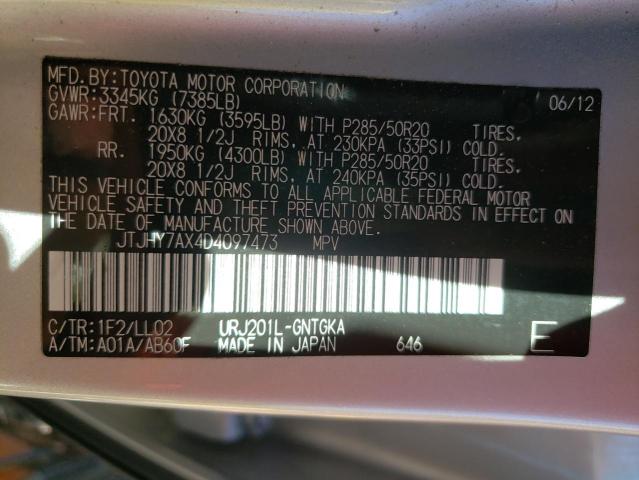 MFD. BY: TOYOTA MOTOR CORPORATION 06/12
GVWR: 3345KG (7385LB)
GAWR: FRT. 1630KG (3595LB) WITH P285/50R20 TIRES.
20X8 1/2J RIMS, AT 230KPA (33PSI) COLD.
RR. 1950KG (4300LB) WITH P285/50R20 TIRES.
20X8 1/2J RIMS, AT 240KPA (35PSI) COLD.
THIS VEHICLE CONFORMS TO ALL APPLICABLE FEDERAL MOTOR
VEHICLE SAFETY AND THEFT PREVENTION STANDARDS IN EFFECT ON
THE DATE OF MANUFACTURE SHOWN ABOVE.
JTJHY7AX4D4097473 MPV
C/TR: 1F2/LL02 URJ201L-GNTGKA
A/TM: A01A/AB60F MADE IN JAPAN 646 E